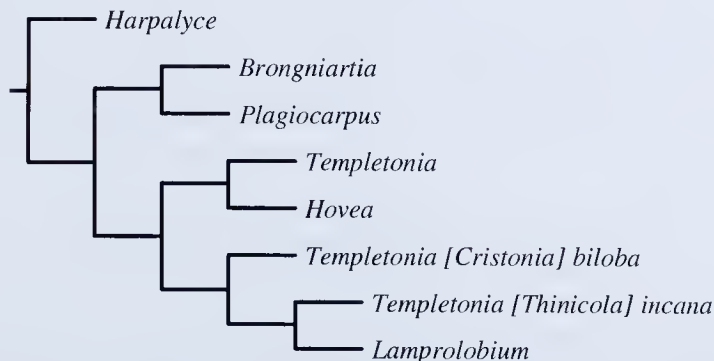 Harpalyce
Brongniartia
Plagiocarpus
Templetonia
Hovea
Templetonia [Cristonia] biloba
Templetonia [Thinicola] incana
Lamprolobium